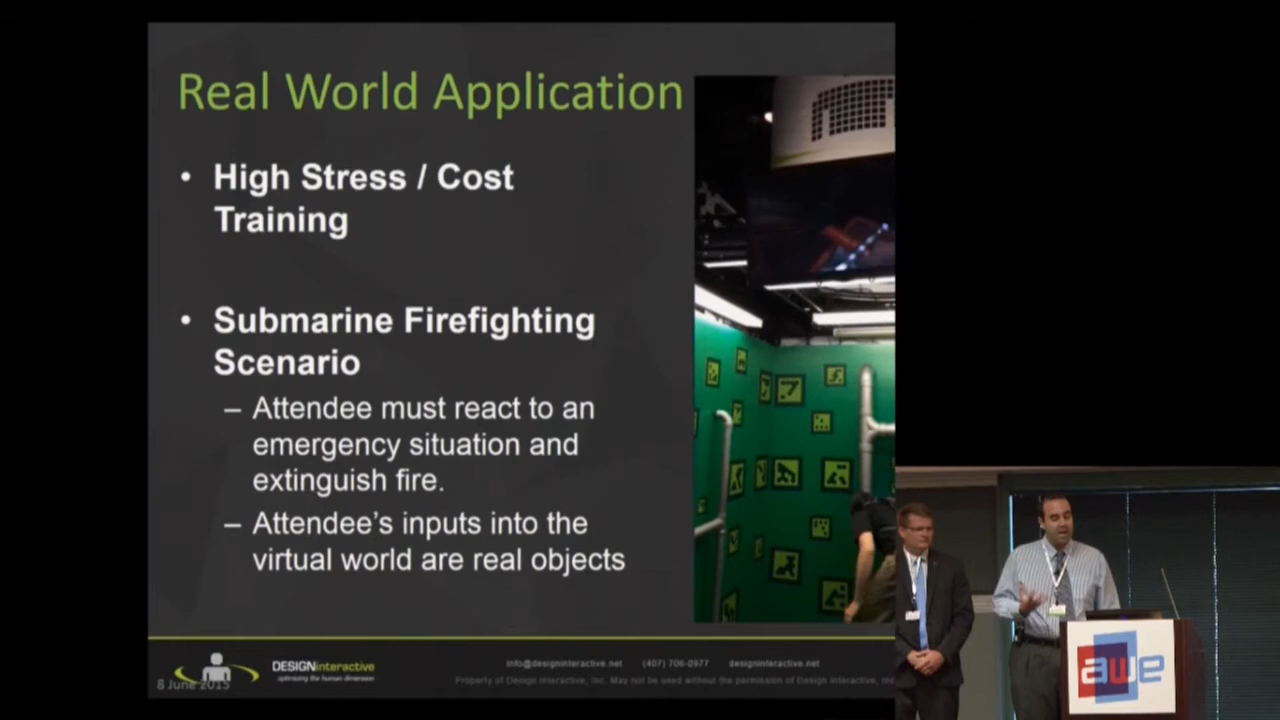 Real World Application
• High Stress / Cost
Training
• Submarine Firefighting
Scenario
– Attendee must react to an
emergency situation and
extinguish fire.
– Attendee’s inputs into the
virtual world are real objects
8 June 2015
DESIGNinteractive
optimizing the human dimension
info@designinteractive.net (407) 706-0977 designinteractive.net
Property of Design Interactive, Inc. May not be used without the permission of Design Interactive, Inc
awe